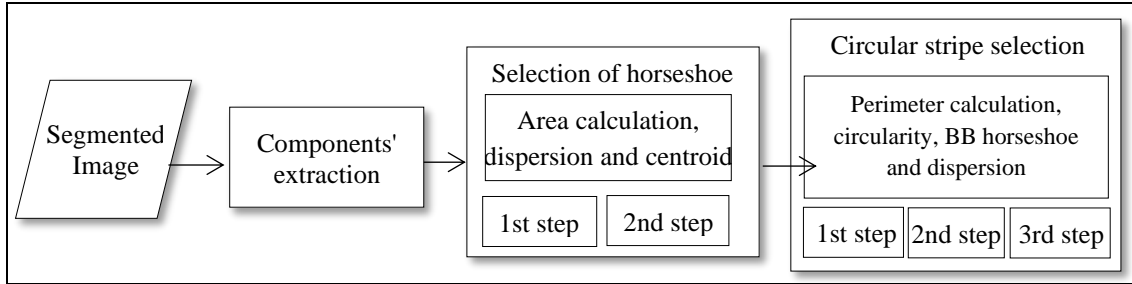 Segmented
Image
Components'
extraction
Selection of horseshoe
Area calculation,
dispersion and centroid
1st step
2nd step
Circular stripe selection
Perimeter calculation,
circularity, BB horseshoe
and dispersion
1st step
2nd step
3rd step